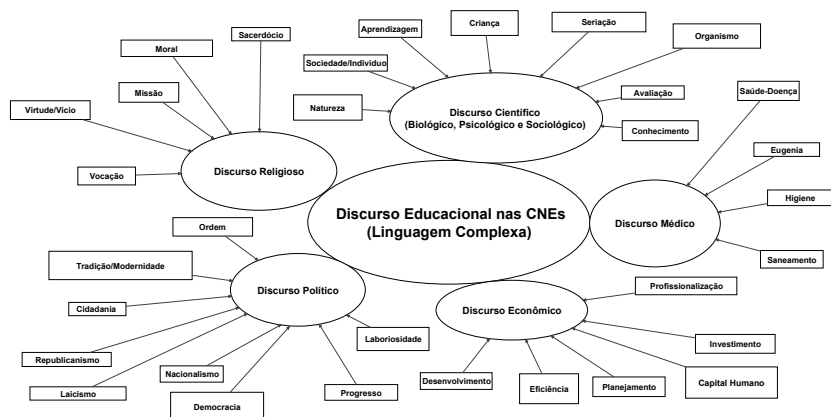 Sacerdócio
Moral
Missão
Virtude/Vício
Vocação
Discurso Religioso
Criança
Seriação
Aprendizagem
Organismo
Sociedade/Individuo
Natureza
Avaliação
Conhecimento
Discurso Científico
(Biológico, Psicológico e Sociológico)
Saúde-Doença
Eugenia
Higiene
Saneamento
Discurso Médico
Discurso Educacional nas CNEs
(Linguagem Complexa)
Ordem
Tradição/Modernidade
Cidadania
Republicanismo
Laicismo
Nacionalismo
Democracia
Progresso
Laboriosidade
Discurso Político
Discurso Econômico
Profissionalização
Investimento
Capital Humano
Planejamento
Eficiência
Desenvolvimento